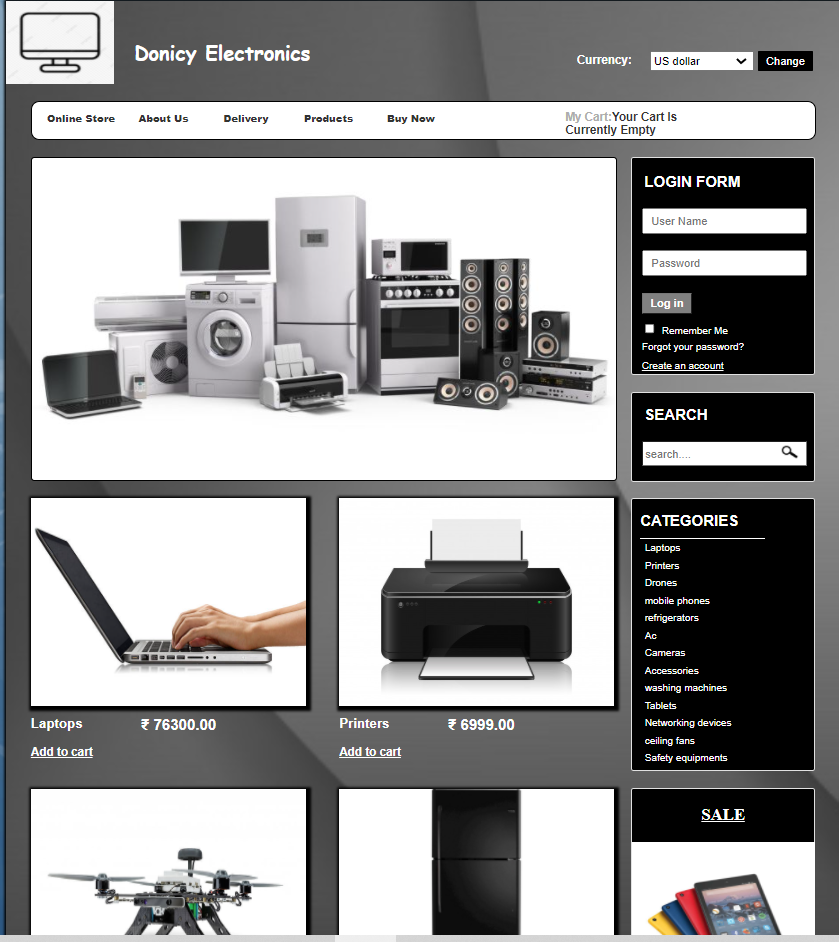 Donicy Electronics
Currency:
US dollar
Change
Online Store
About Us
Delivery
Products
Buy Now
My Cart:Your Cart Is
Currently Empty
LOGIN FORM
User Name
Password
Log in
Remember Me
Forgot your password?
Create an account
SEARCH
search....
CATEGORIES
Laptops
Printers
Drones
mobile phones
refrigerators
Ac
Cameras
Accessories
washing machines
Tablets
Networking devices
ceiling fans
Safety equipments
Laptops
₹ 76300.00
Add to cart
Printers
₹ 6999.00
Add to cart
SALE